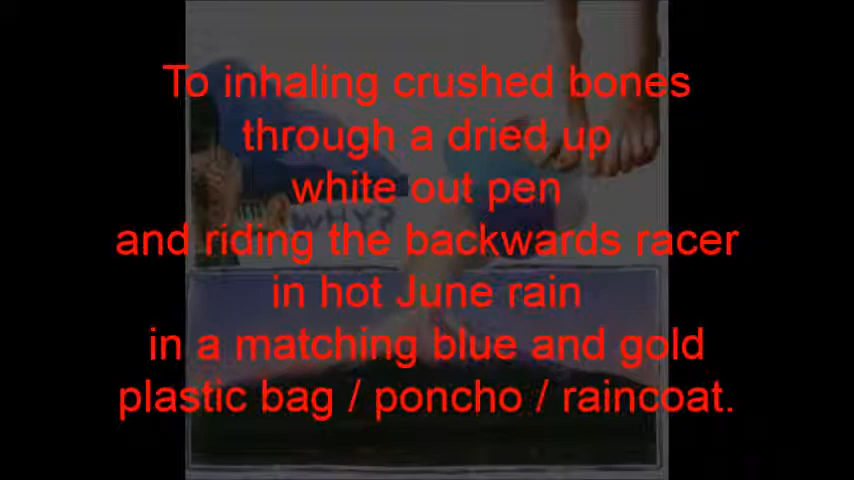 To inhaling crushed bones
through a dried up
white out pen
and riding the backwards racer
in hot June rain
in a matching blue and gold
plastic bag / poncho / raincoat.
WHY?